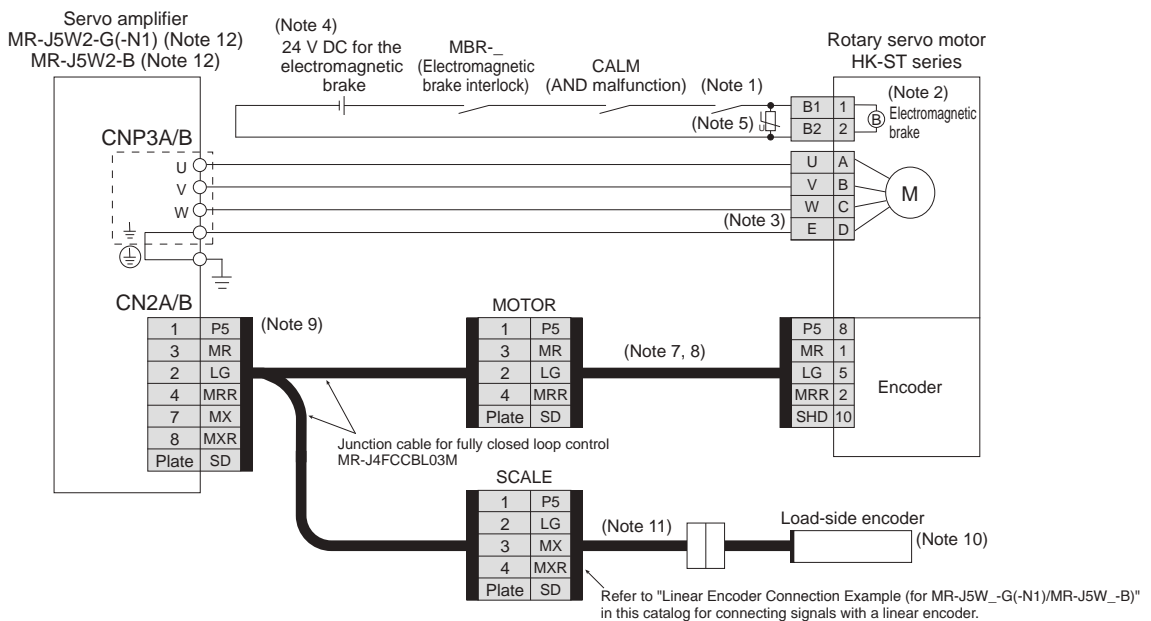 Servo amplifier
MR-J5W2-G(-N1) (Note 12)
MR-J5W2-B (Note 12)
(Note 4)
24 V DC for the
electromagnetic
brake
MBR-_
(Electromagnetic
brake interlock)
CALM
(AND malfunction)
(Note 1)
(Note 5)
U
Rotary servo motor
HK-ST series
B1 1
B2 2
(Note 2)
B
Electromagnetic
brake
CNP3A/B
U
V
W
U A
V B
W C
E D
M
(Note 3)
CN2A/B
1 P5
3 MR
2 LG
4 MRR
7 MX
8 MXR
Plate SD
(Note 9)
MOTOR
1 P5
3 MR
2 LG
4 MRR
Plate SD
(Note 7, 8)
P5 8
MR 1
LG 5
MRR 2
SHD 10
Encoder
Junction cable for fully closed loop control
MR-J4FCCBL03M
SCALE
1 P5
2 LG
3 MX
4 MXR
Plate SD
(Note 11)
Load-side encoder
(Note 10)
Refer to "Linear Encoder Connection Example (for MR-J5W_-G(-N1)/MR-J5W_-B)"
in this catalog for connecting signals with a linear encoder.